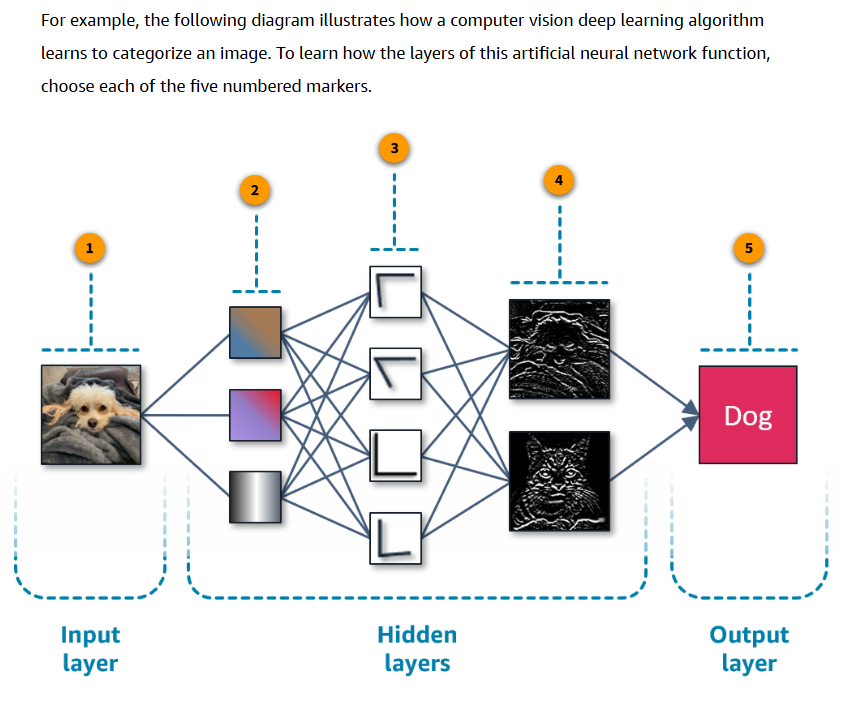 For example, the following diagram illustrates how a computer vision deep learning algorithm
learns to categorize an image. To learn how the layers of this artificial neural network function,
choose each of the five numbered markers.
3
4
2
1
5
Dog
Input
layer
Hidden
layers
Output
layer